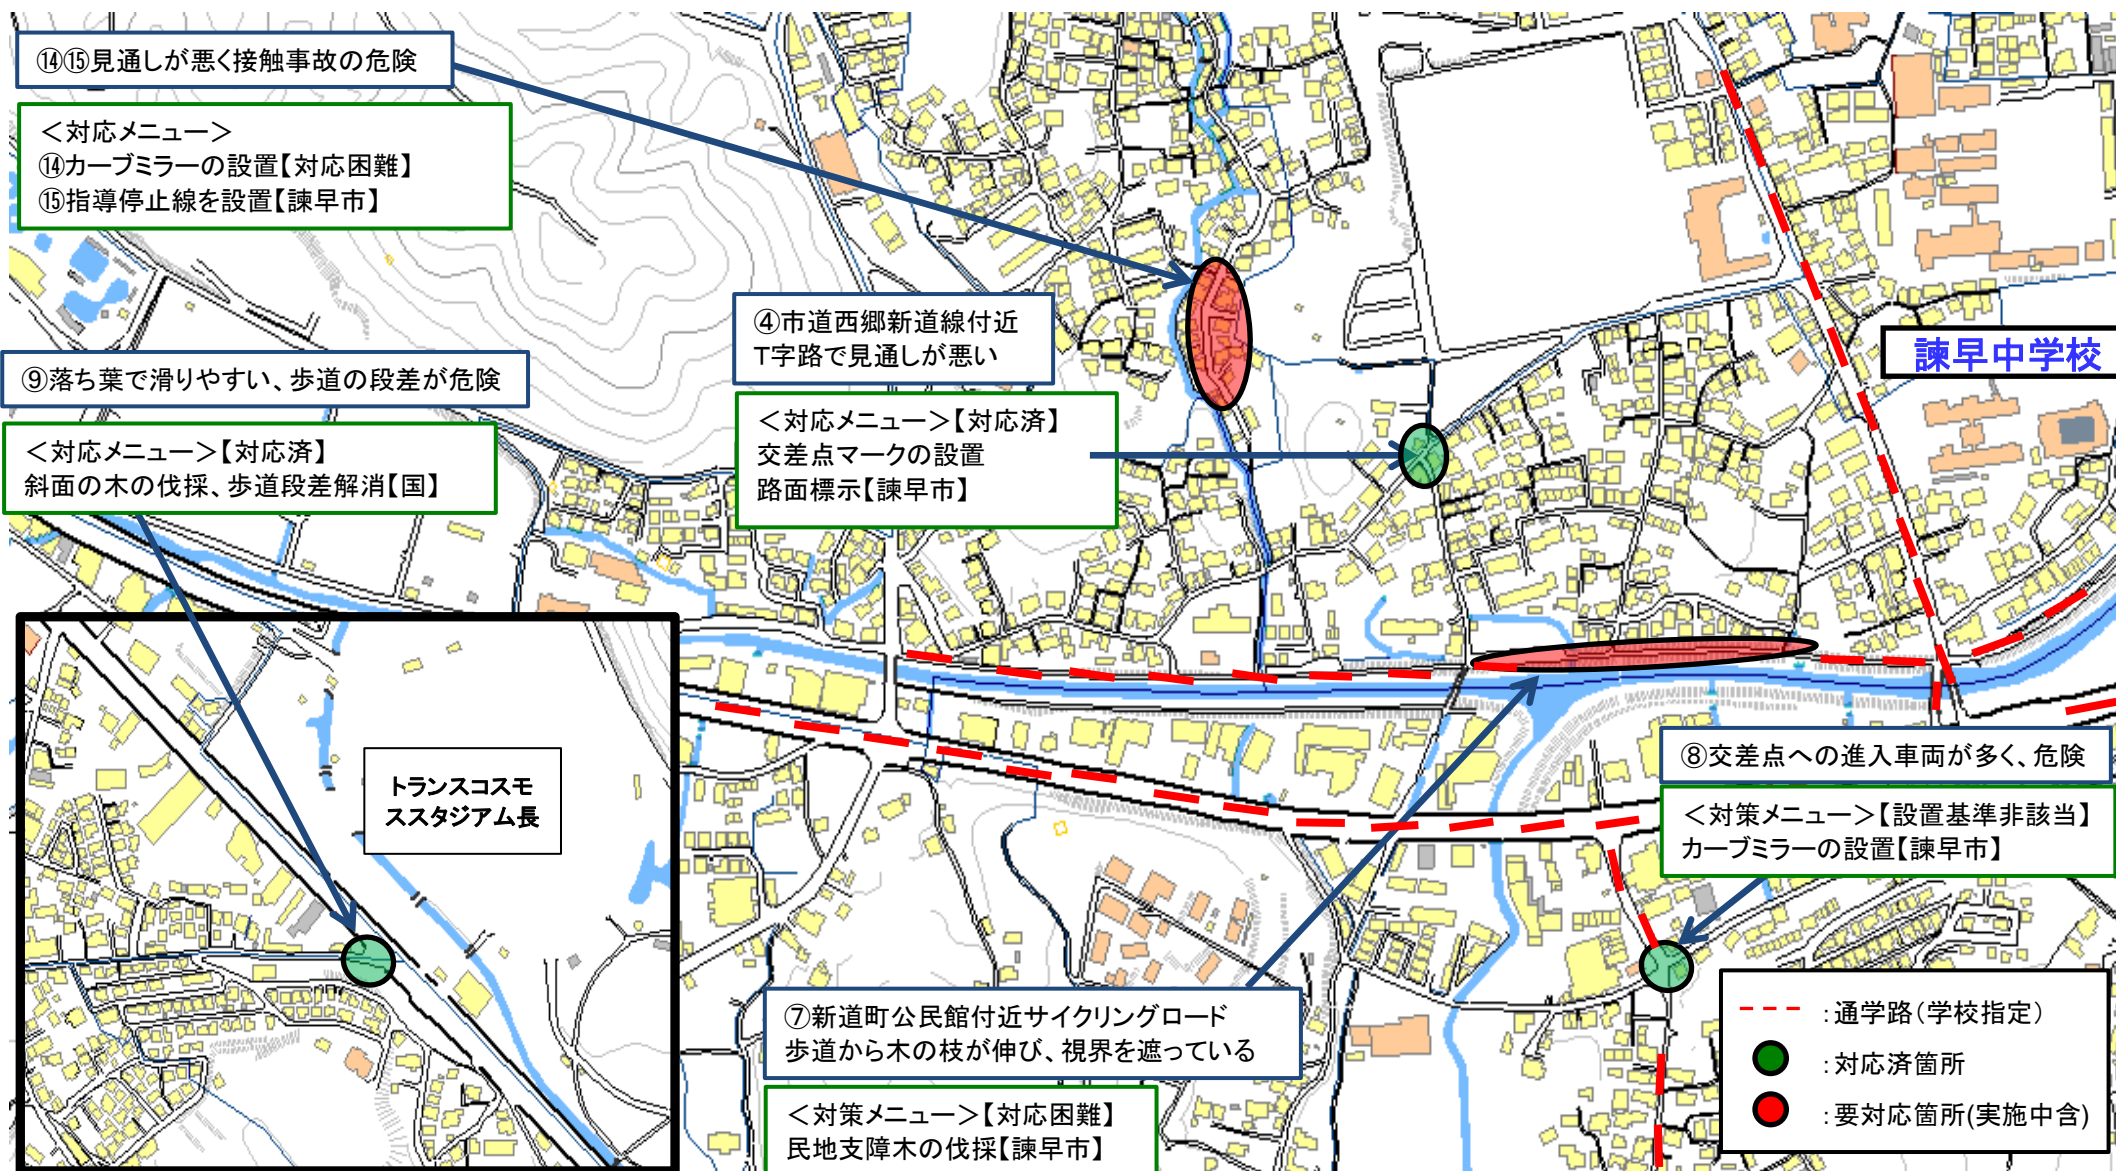 ⑭⑮見通しが悪く接触事故の危険
＜対応メニュー＞
⑭カーブミラーの設置【対応困難】
⑮指導停止線を設置【諫早市】
④市道西郷新道線付近
T字路で見通しが悪い
＜対応メニュー＞【対応済】
交差点マークの設置
路面標示【諫早市】
諫早中学校
⑨落ち葉で滑りやすい、歩道の段差が危険
＜対応メニュー＞【対応済】
斜面の木の伐採、歩道段差解消【国】
トランスコスモ
ススタジアム長
⑧交差点への進入車両が多く、危険
＜対策メニュー＞【設置基準非該当】
カーブミラーの設置【諫早市】
⑦新道町公民館付近サイクリングロード
歩道から木の枝が伸び、視界を遮っている
＜対策メニュー＞【対応困難】
民地支障木の伐採【諫早市】
：通学路（学校指定）
：対応済箇所
：要対応箇所(実施中含)